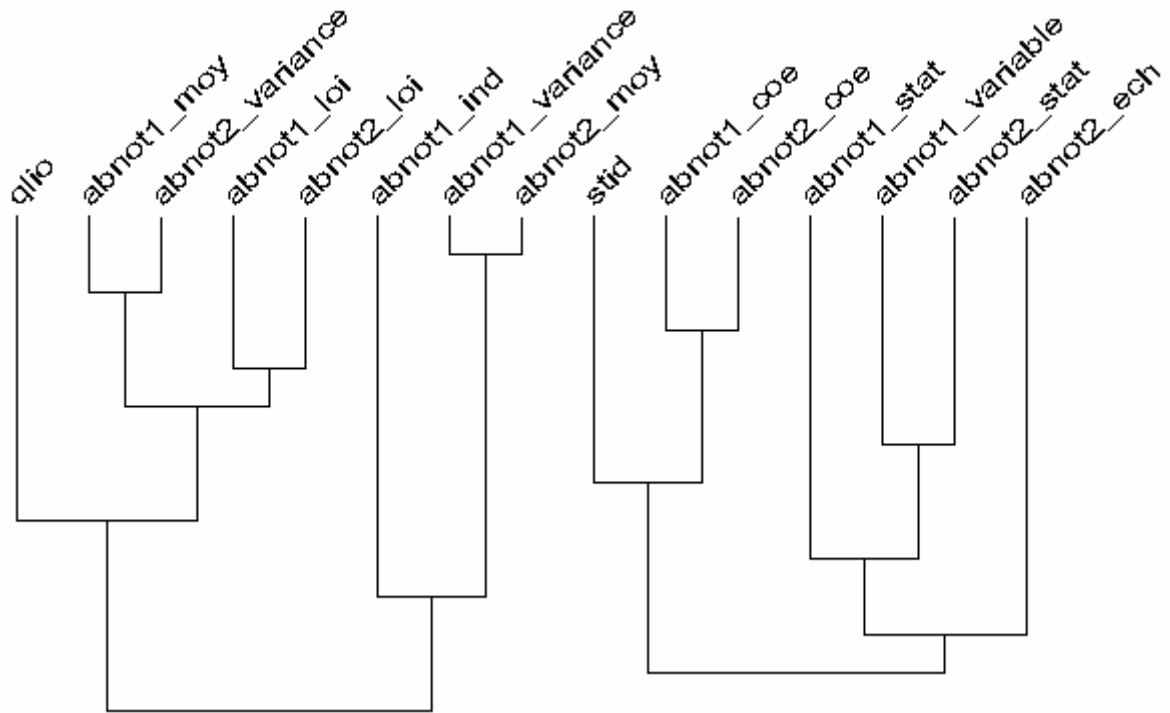 qlio
abnot1_moy
abnot2_variance
abnot1_loi
abnot2_loi
abnot1_ind
abnot1_variance
abnot2_moy
stid
abnot1_coe
abnot2_coe
abnot1_stat
abnot1_variable
abnot2_stat
abnot2_ech